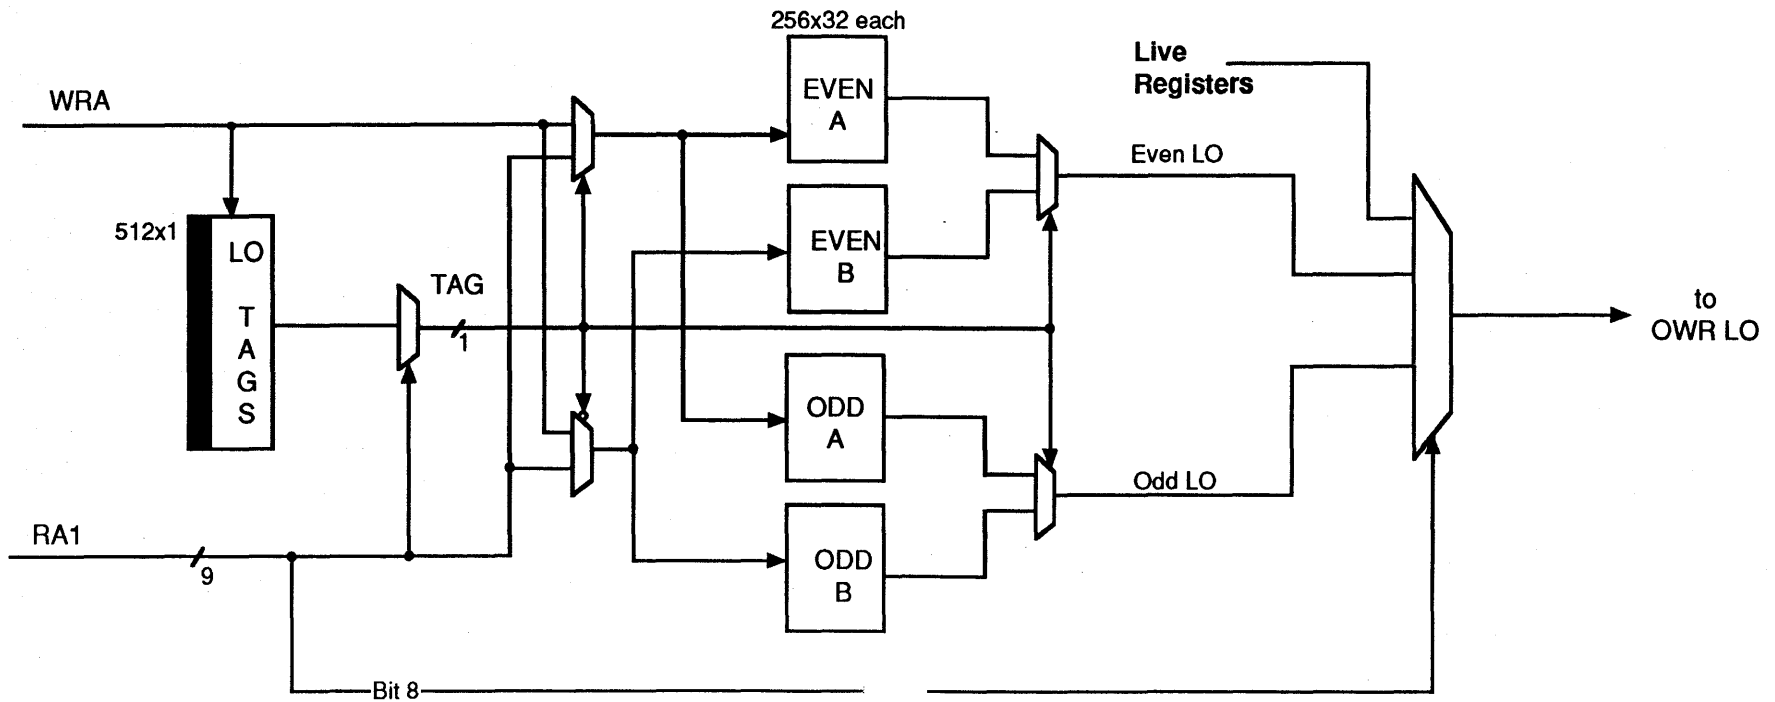 256x32 each
Live
Registers
WRA
EVEN
A
Even LO
512x1
LO
TAGS
EVEN
B
TAG
1
to
OWR LO
ODD
A
Odd LO
RA1
9
ODD
B
Bit 8